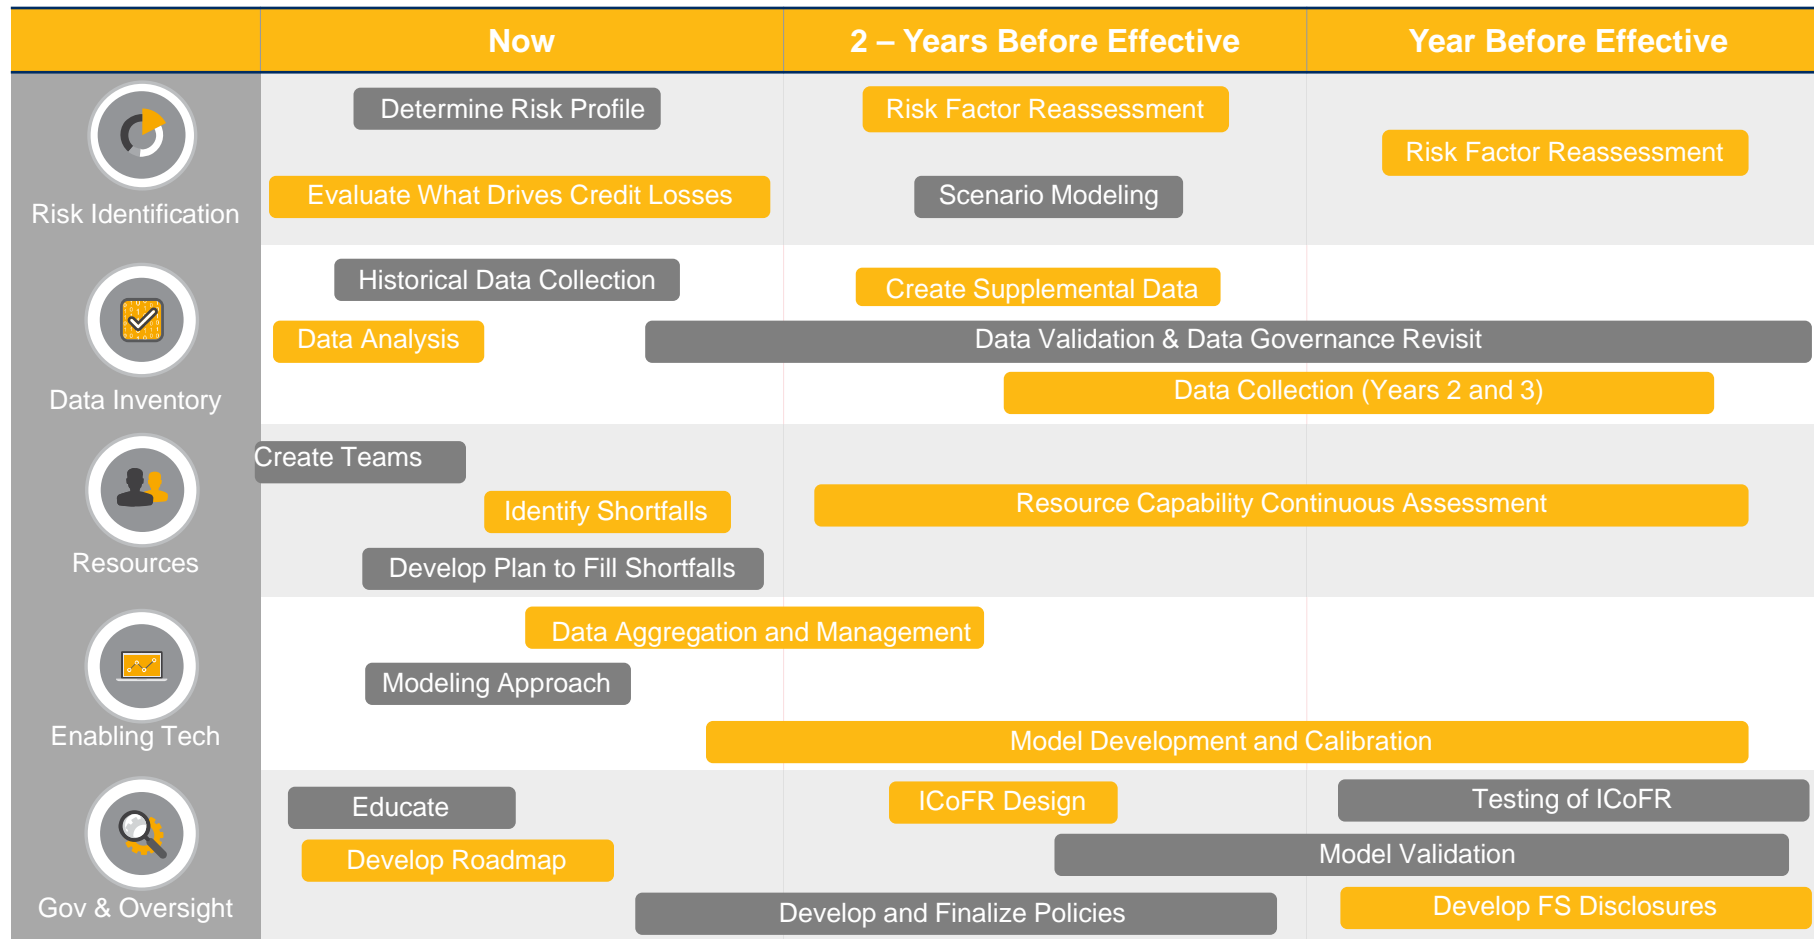 Now
2 – Years Before Effective
Year Before Effective
Risk Identification
Determine Risk Profile
Risk Factor Reassessment
Risk Factor Reassessment
Evaluate What Drives Credit Losses
Scenario Modeling
Data Inventory
Historical Data Collection
Create Supplemental Data
Data Analysis
Data Validation & Data Governance Revisit
Data Collection (Years 2 and 3)
Resources
Create Teams
Identify Shortfalls
Resource Capability Continuous Assessment
Develop Plan to Fill Shortfalls
Enabling Tech
Data Aggregation and Management
Modeling Approach
Model Development and Calibration
Gov & Oversight
Educate
ICoFR Design
Testing of ICoFR
Develop Roadmap
Model Validation
Develop and Finalize Policies
Develop FS Disclosures